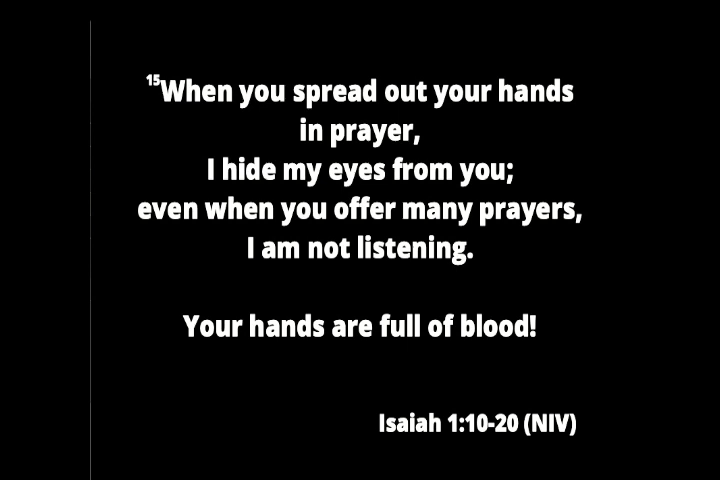 15When you spread out your hands
in prayer,
I hide my eyes from you;
even when you offer many prayers,
I am not listening.
Your hands are full of blood!
Isaiah 1:10-20 (NIV)